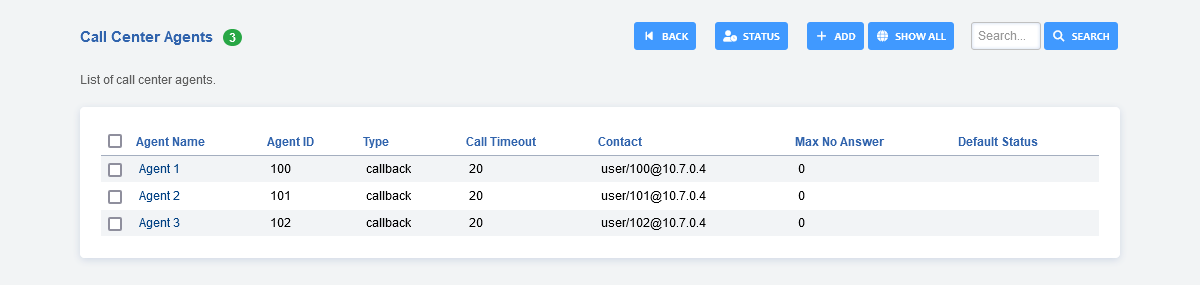 Call Center Agents 3 BACK STATUS ADD SHOW ALL Search... SEARCH
List of call center agents.
Agent Name Agent ID Type Call Timeout Contact Max No Answer Default Status
Agent 1 100 callback 20 user/100@10.7.0.4 0
Agent 2 101 callback 20 user/101@10.7.0.4 0
Agent 3 102 callback 20 user/102@10.7.0.4 0